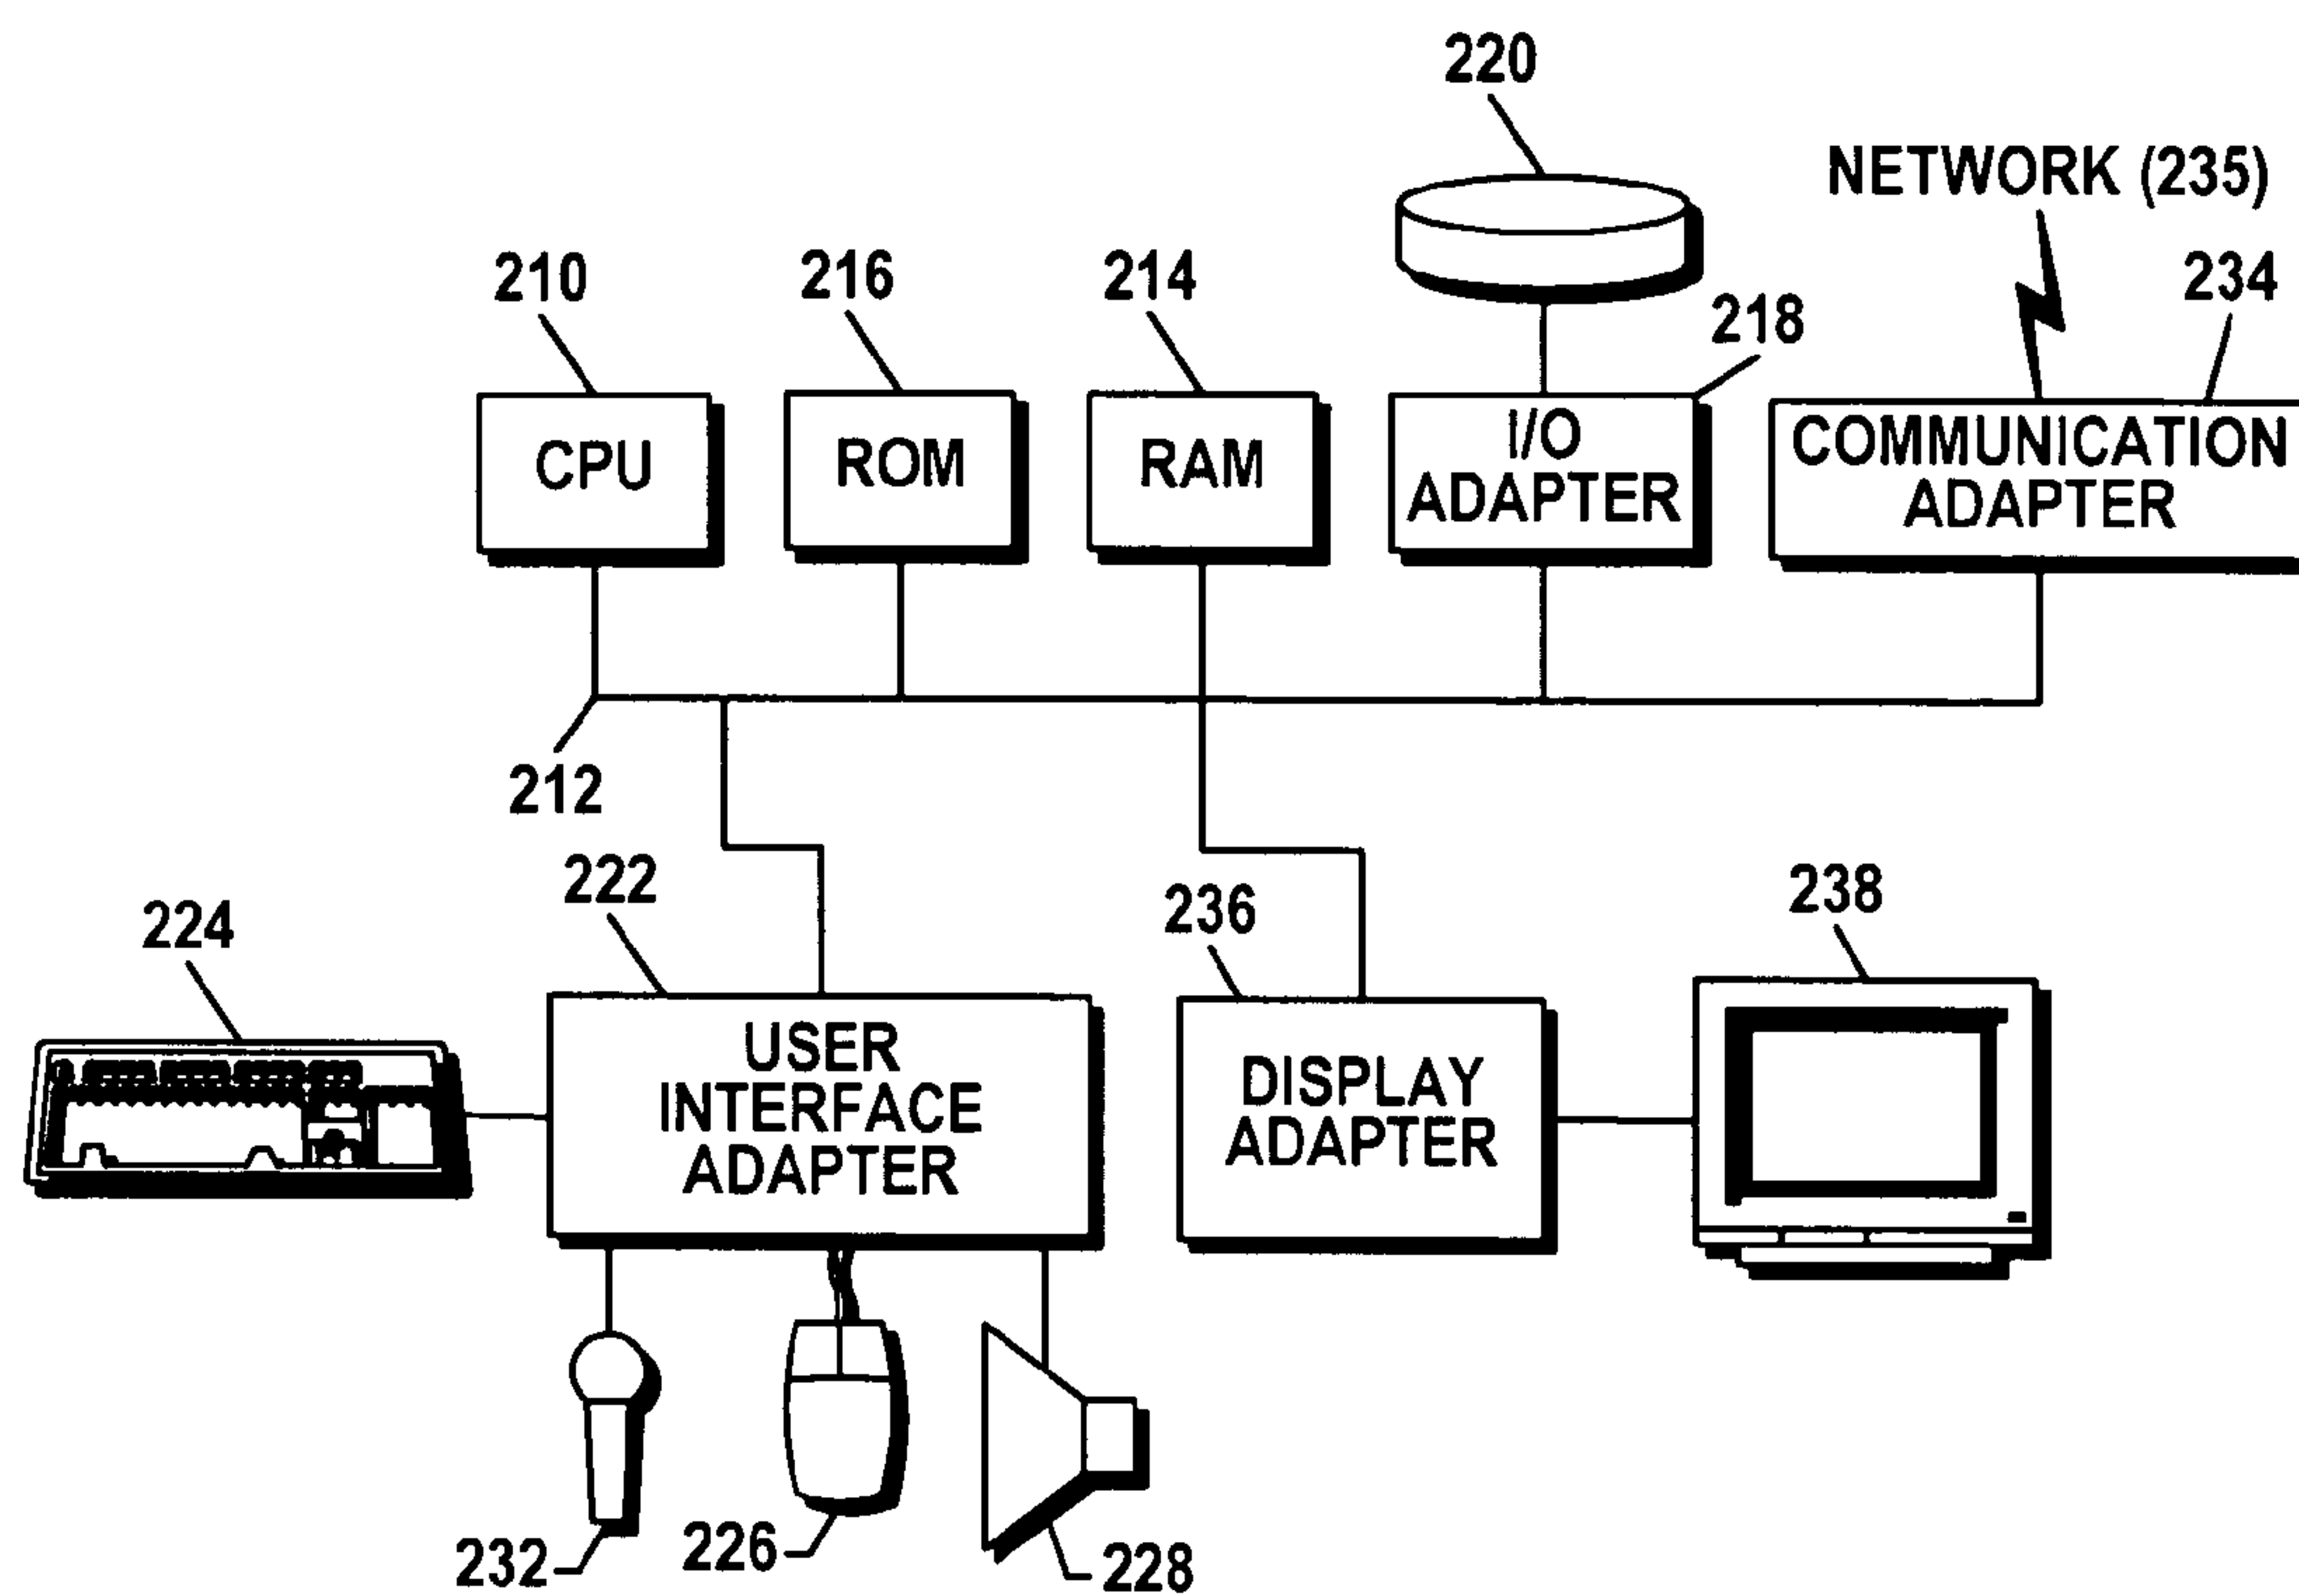 220
NETWORK (235)
210
216
214
218
234
CPU
ROM
RAM
I/O
ADAPTER
COMMUNICATION
ADAPTER
212
222
236
238
224
USER
INTERFACE
ADAPTER
DISPLAY
ADAPTER
232
226
228